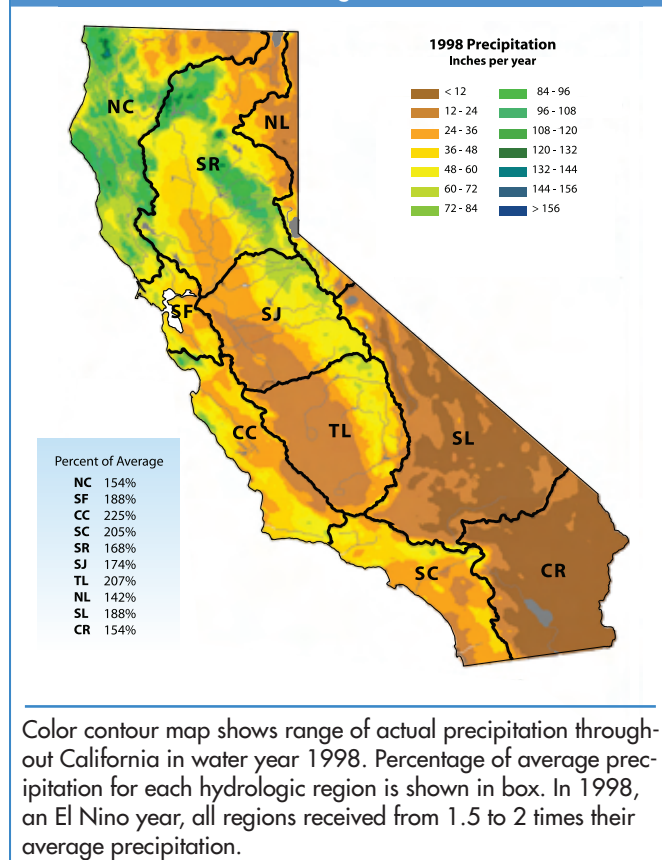 1998 Precipitation
Inches per year
< 12
12 - 24
24 - 36
36 - 48
48 - 60
60 - 72
72 - 84
84 - 96
96 - 108
108 - 120
120 - 132
132 - 144
144 - 156
> 156
NC
NL
SR
SF
SJ
CC
TL
SL
SC
CR
Percent of Average
NC 154%
SF 188%
CC 225%
SC 205%
SR 168%
SJ 174%
TL 207%
NL 142%
SL 188%
CR 154%
Color contour map shows range of actual precipitation through-
out California in water year 1998. Percentage of average prec-
ipitation for each hydrologic region is shown in box. In 1998,
an El Nino year, all regions received from 1.5 to 2 times their
average precipitation.